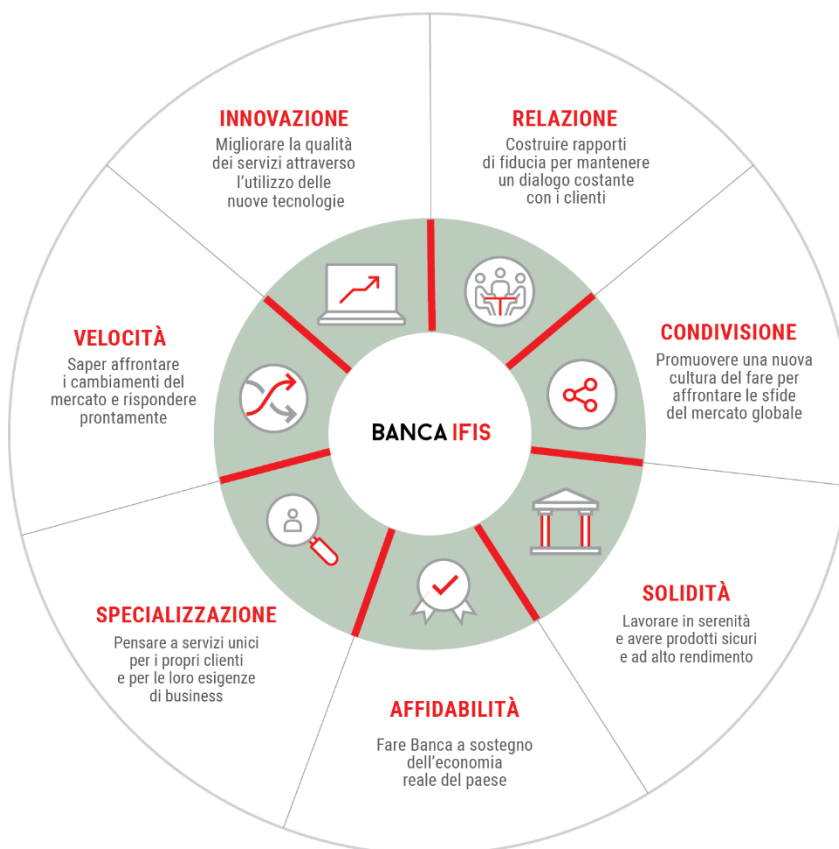 INNOVAZIONE
Migliorare la qualità
dei servizi attraverso
l'utilizzo delle
nuove tecnologie
RELAZIONE
Costruire rapporti
di fiducia per mantenere
un dialogo costante
con i clienti
VELOCITÀ
Saper affrontare
i cambiamenti del
mercato e rispondere
prontamente
CONDIVISIONE
Promuovere una nuova
cultura del fare per
affrontare le sfide
del mercato globale
BANCA IFIS
SPECIALIZZAZIONE
Pensare a servizi unici
per i propri clienti
e per le loro esigenze
di business
SOLIDITÀ
Lavorare in serenità
e avere prodotti sicuri
e ad alto rendimento
AFFIDABILITÀ
Fare Banca a sostegno
dell'economia
reale del paese